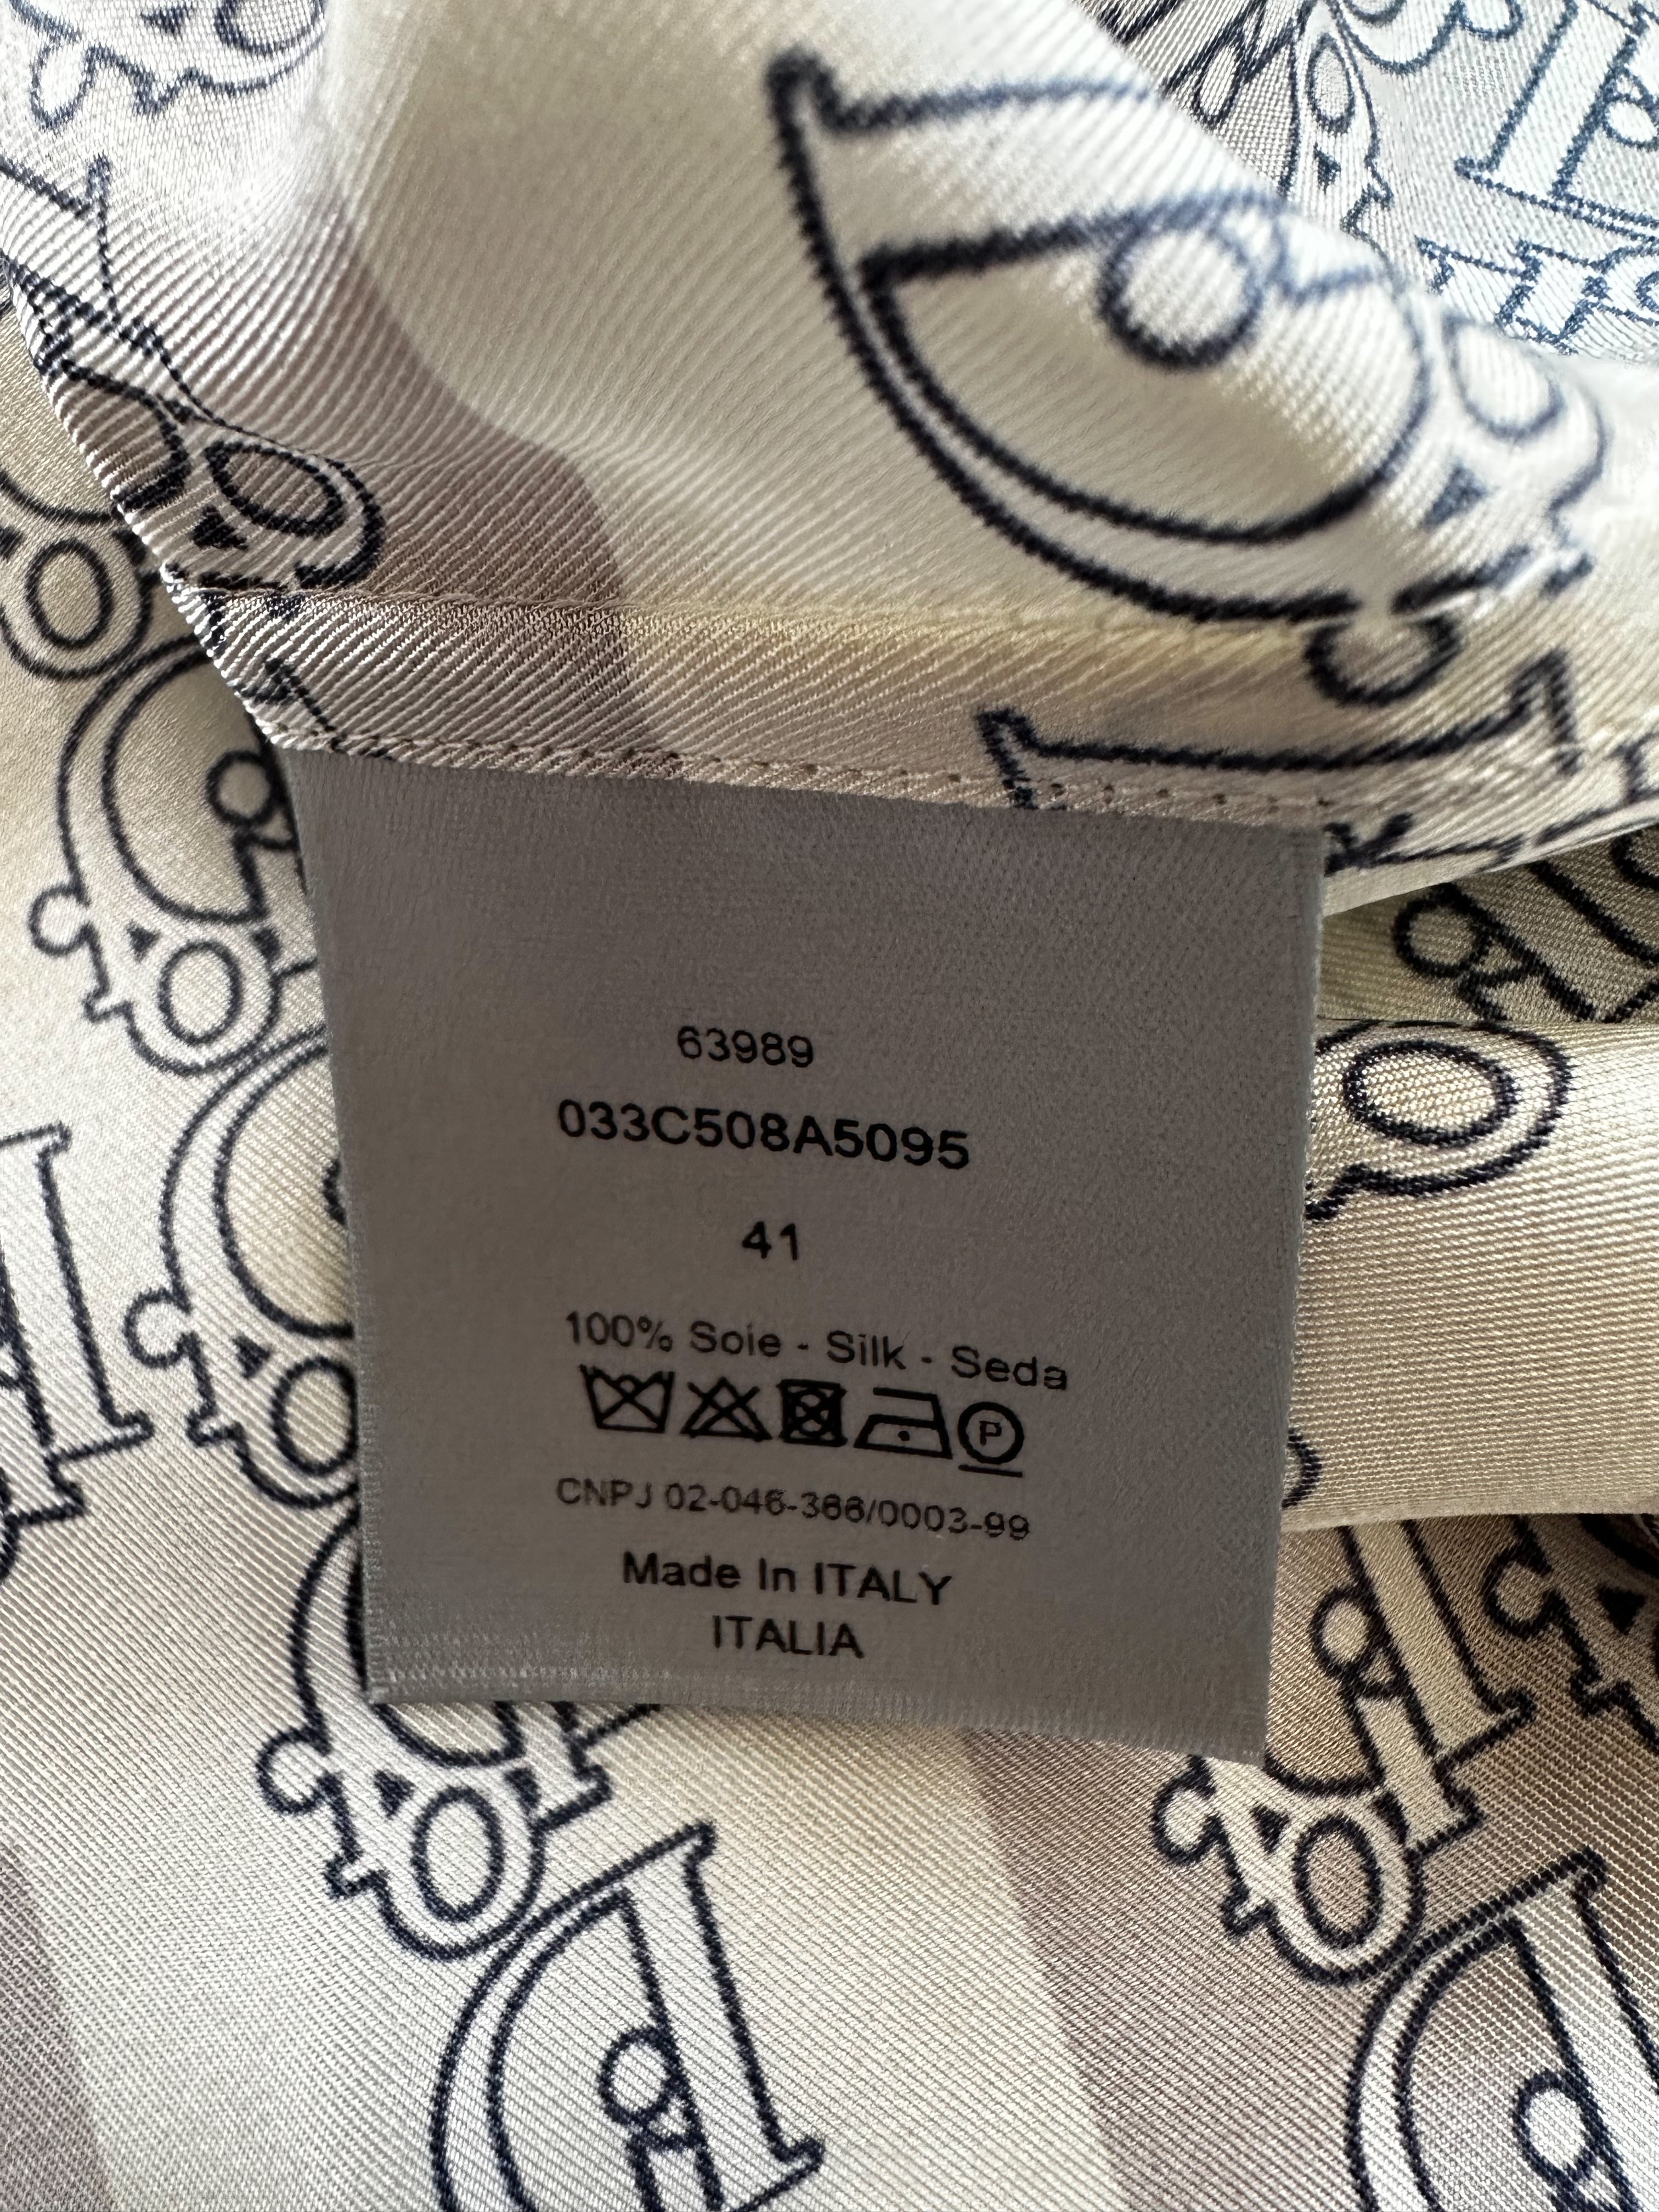 63989
033C508A5095
41
100% Soie - Silk - Seda
P
CNPJ 02-046-366/0003-99
Made In ITALY
ITALIA